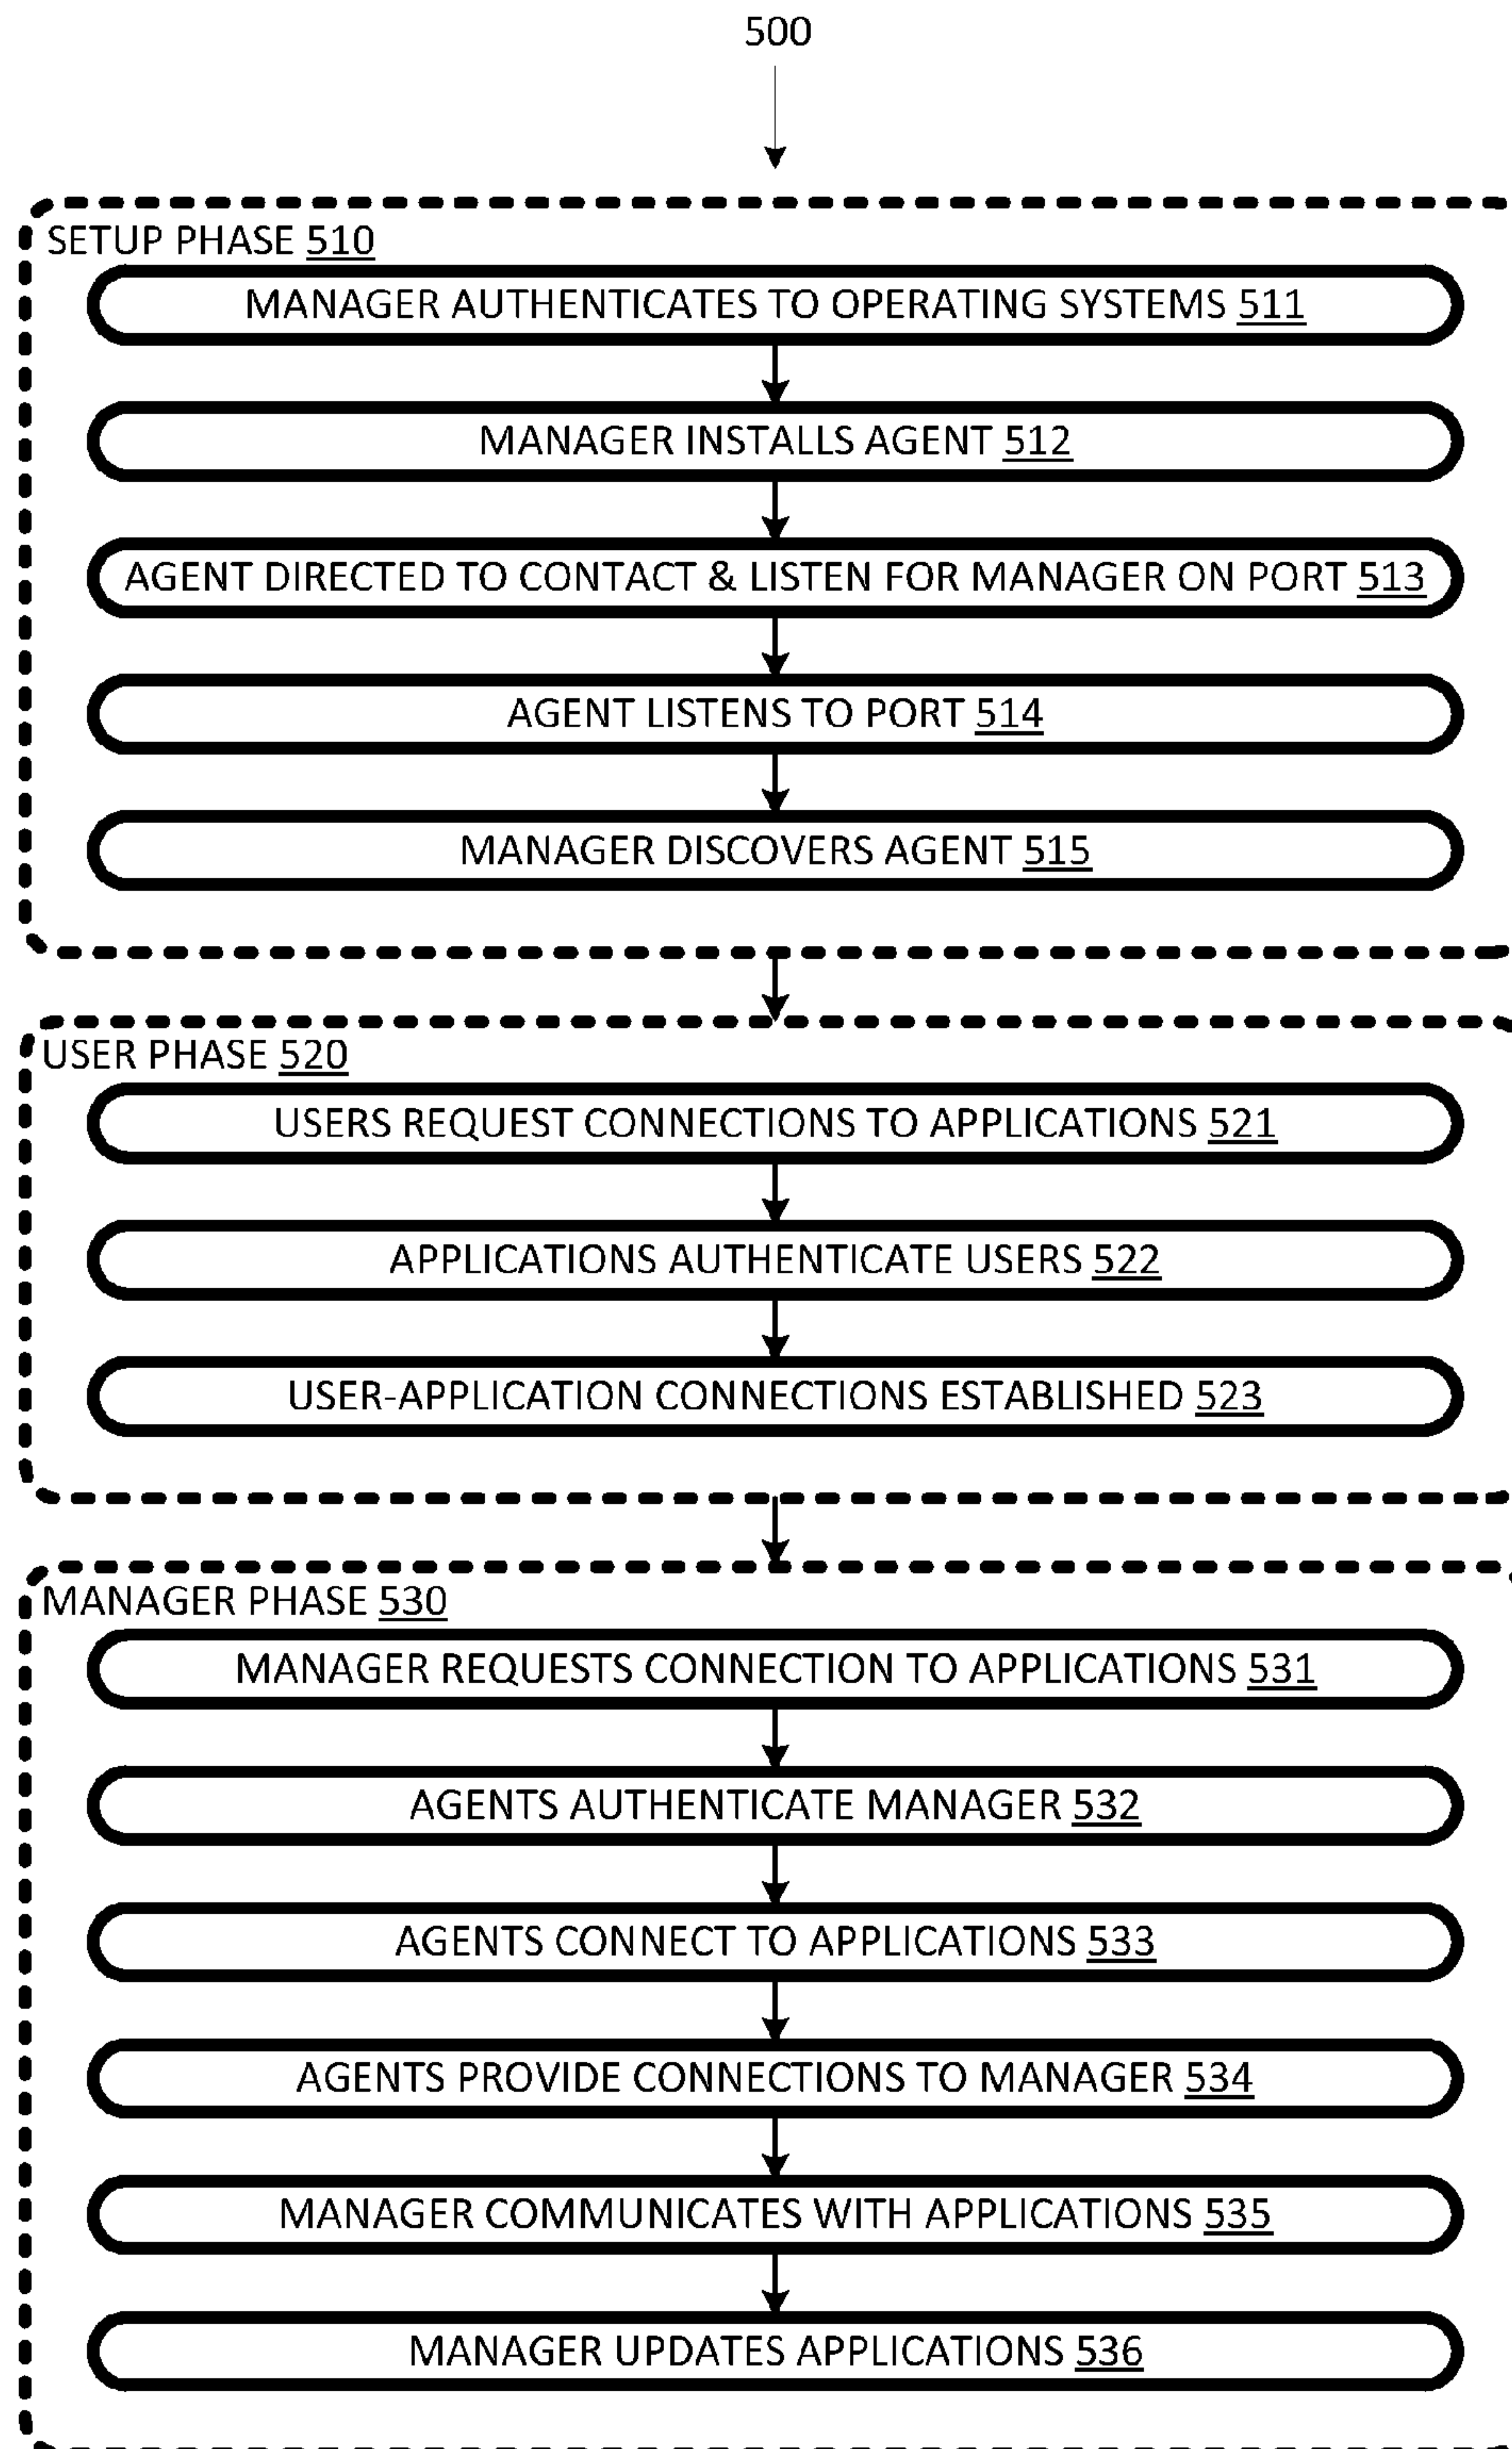 500
SETUP PHASE 510
MANAGER AUTHENTICATES TO OPERATING SYSTEMS 511
MANAGER INSTALLS AGENT 512
AGENT DIRECTED TO CONTACT & LISTEN FOR MANAGER ON PORT 513
AGENT LISTENS TO PORT 514
MANAGER DISCOVERS AGENT 515
USER PHASE 520
USERS REQUEST CONNECTIONS TO APPLICATIONS 521
APPLICATIONS AUTHENTICATE USERS 522
USER-APPLICATION CONNECTIONS ESTABLISHED 523
MANAGER PHASE 530
MANAGER REQUESTS CONNECTION TO APPLICATIONS 531
AGENTS AUTHENTICATE MANAGER 532
AGENTS CONNECT TO APPLICATIONS 533
AGENTS PROVIDE CONNECTIONS TO MANAGER 534
MANAGER COMMUNICATES WITH APPLICATIONS 535
MANAGER UPDATES APPLICATIONS 536